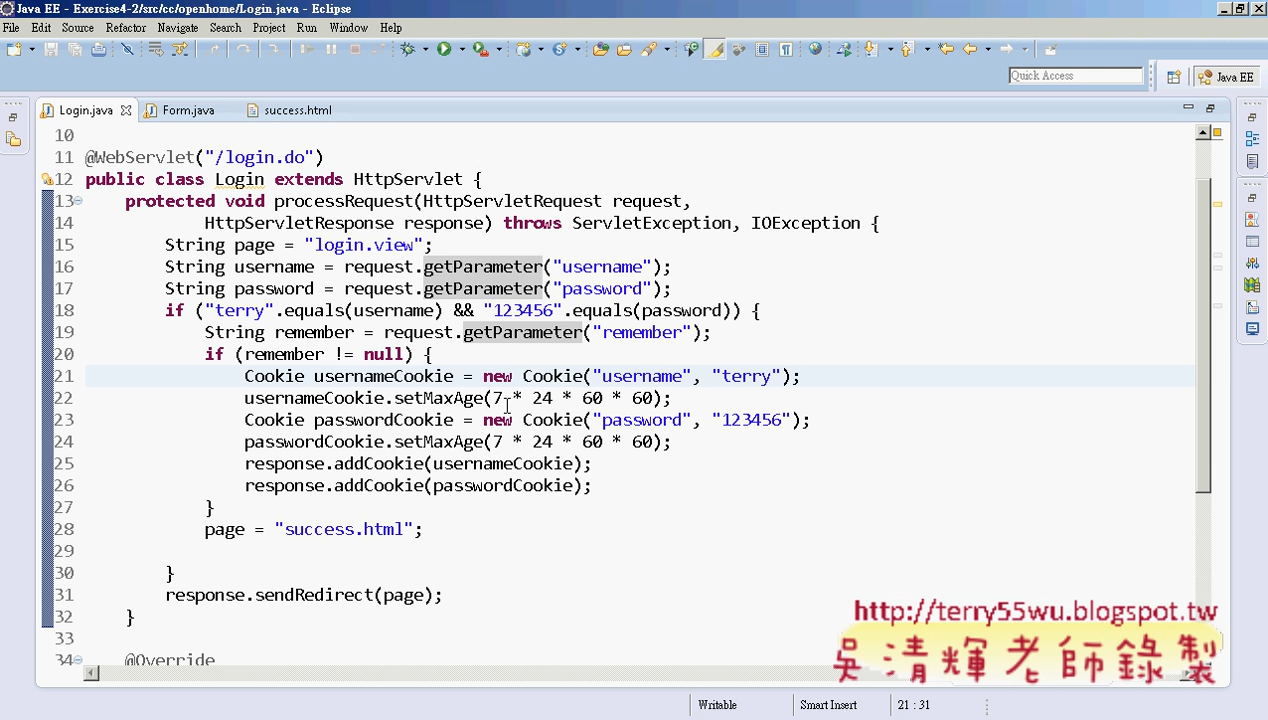 Java EE - Exercise4-2/src/cc/openhome/Login.java - Eclipse
File Edit Source Refactor Navigate Search Project Run Window Help
Quick Access
Java EE
Login.java Form.java success.html
10
11 @WebServlet("/login.do")
12 public class Login extends HttpServlet {
13 protected void processRequest(HttpServletRequest request,
14 HttpServletResponse response) throws ServletException, IOException {
15 String page = "login.view";
16 String username = request.getParameter("username");
17 String password = request.getParameter("password");
18 if ("terry".equals(username) && "123456".equals(password)) {
19 String remember = request.getParameter("remember");
20 if (remember != null) {
21 Cookie usernameCookie = new Cookie("username", "terry");
22 usernameCookie.setMaxAge(7 * 24 * 60 * 60);
23 Cookie passwordCookie = new Cookie("password", "123456");
24 passwordCookie.setMaxAge(7 * 24 * 60 * 60);
25 response.addCookie(usernameCookie);
26 response.addCookie(passwordCookie);
27 }
28 page = "success.html";
29
30 }
31 response.sendRedirect(page);
32 }
33
34 @Override
http://terry55wu.blogspot.tw
吳清輝老師錄製
Writable Smart Insert 21 : 31